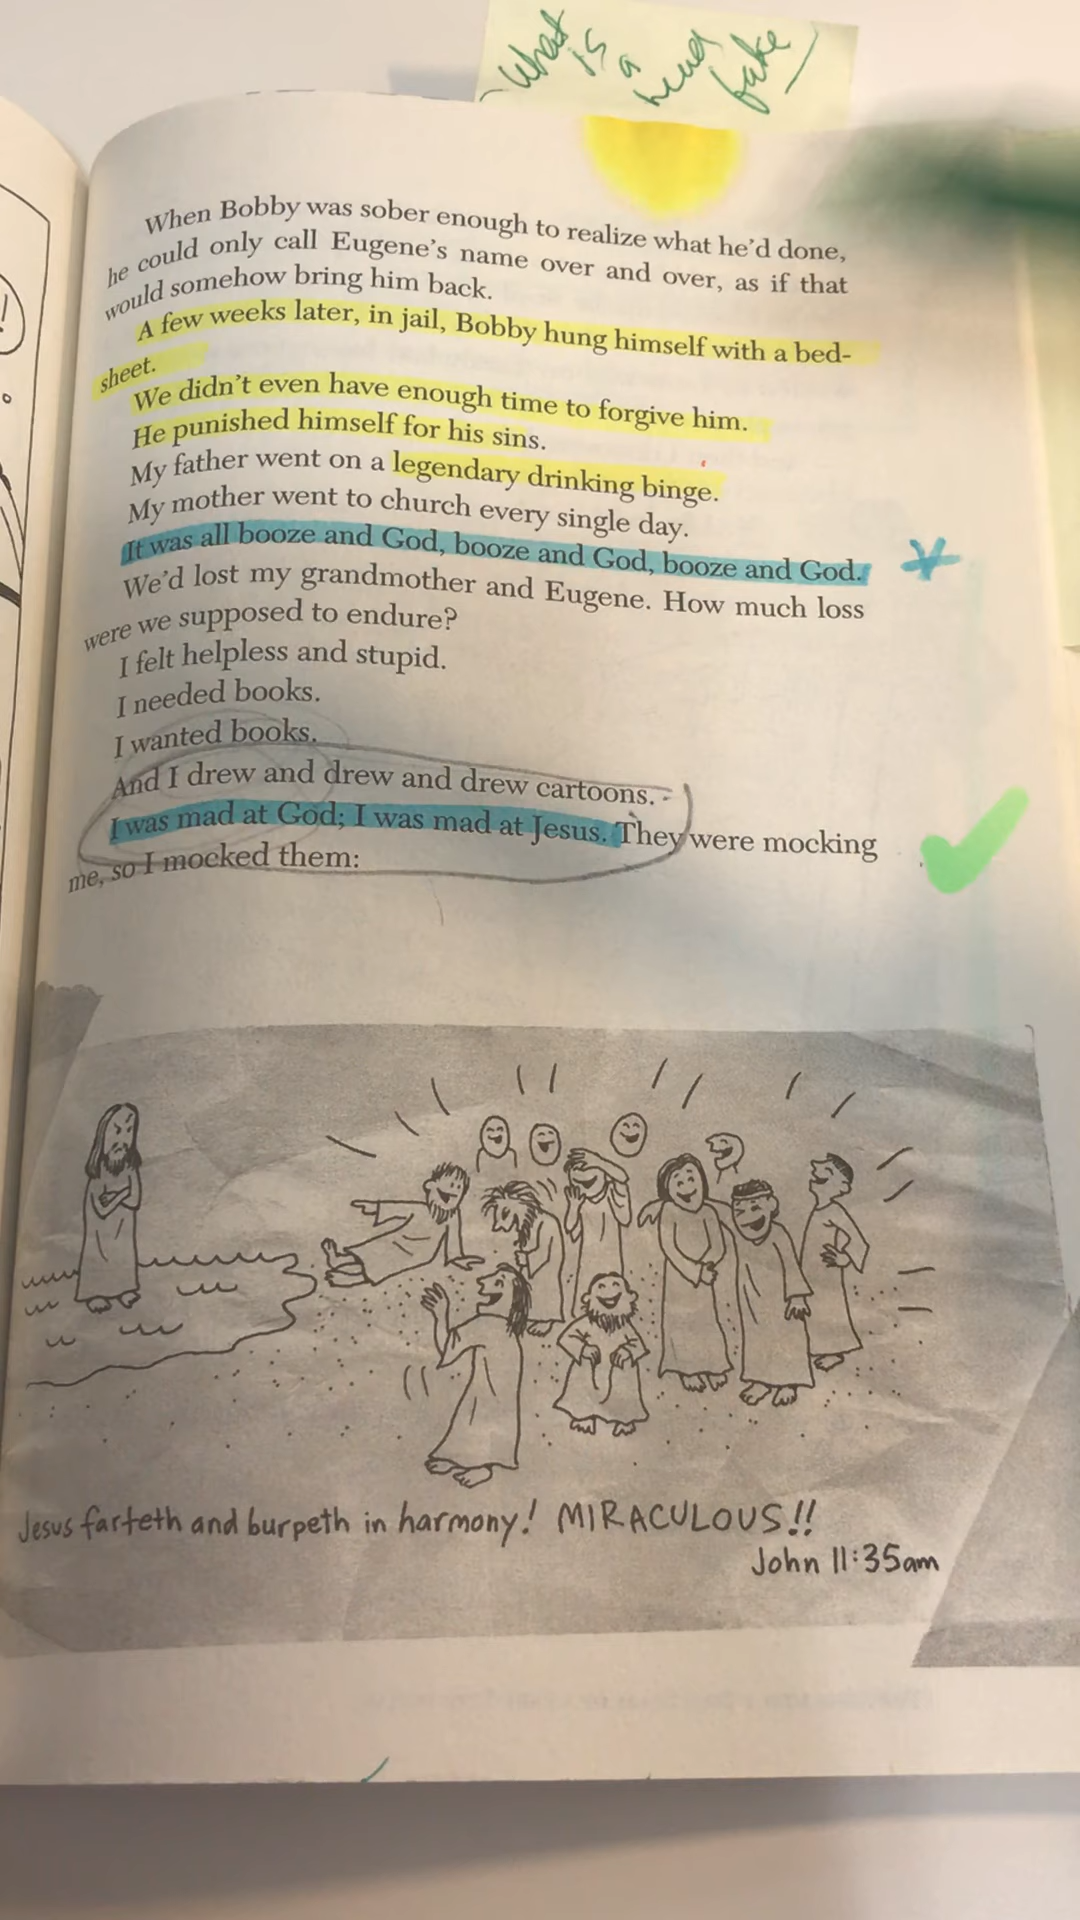 What
is
a
head
fake
When Bobby was sober enough to realize what he'd done,
he could only call Eugene's name over and over, as if that
would somehow bring him back.
A few weeks later, in jail, Bobby hung himself with a bed-
sheet.
We didn't even have enough time to forgive him.
He punished himself for his sins.
My father went on a legendary drinking binge.
My mother went to church every single day.
It was all booze and God, booze and God, booze and God.
We'd lost my grandmother and Eugene. How much loss
were we supposed to endure?
I felt helpless and stupid.
I needed books.
I wanted books.
And I drew and drew and drew cartoons.
I was mad at God; I was mad at Jesus. They were mocking
me, so I mocked them:
Jesus farteth and burpeth in harmony! MIRACULOUS!!
John 11:35am